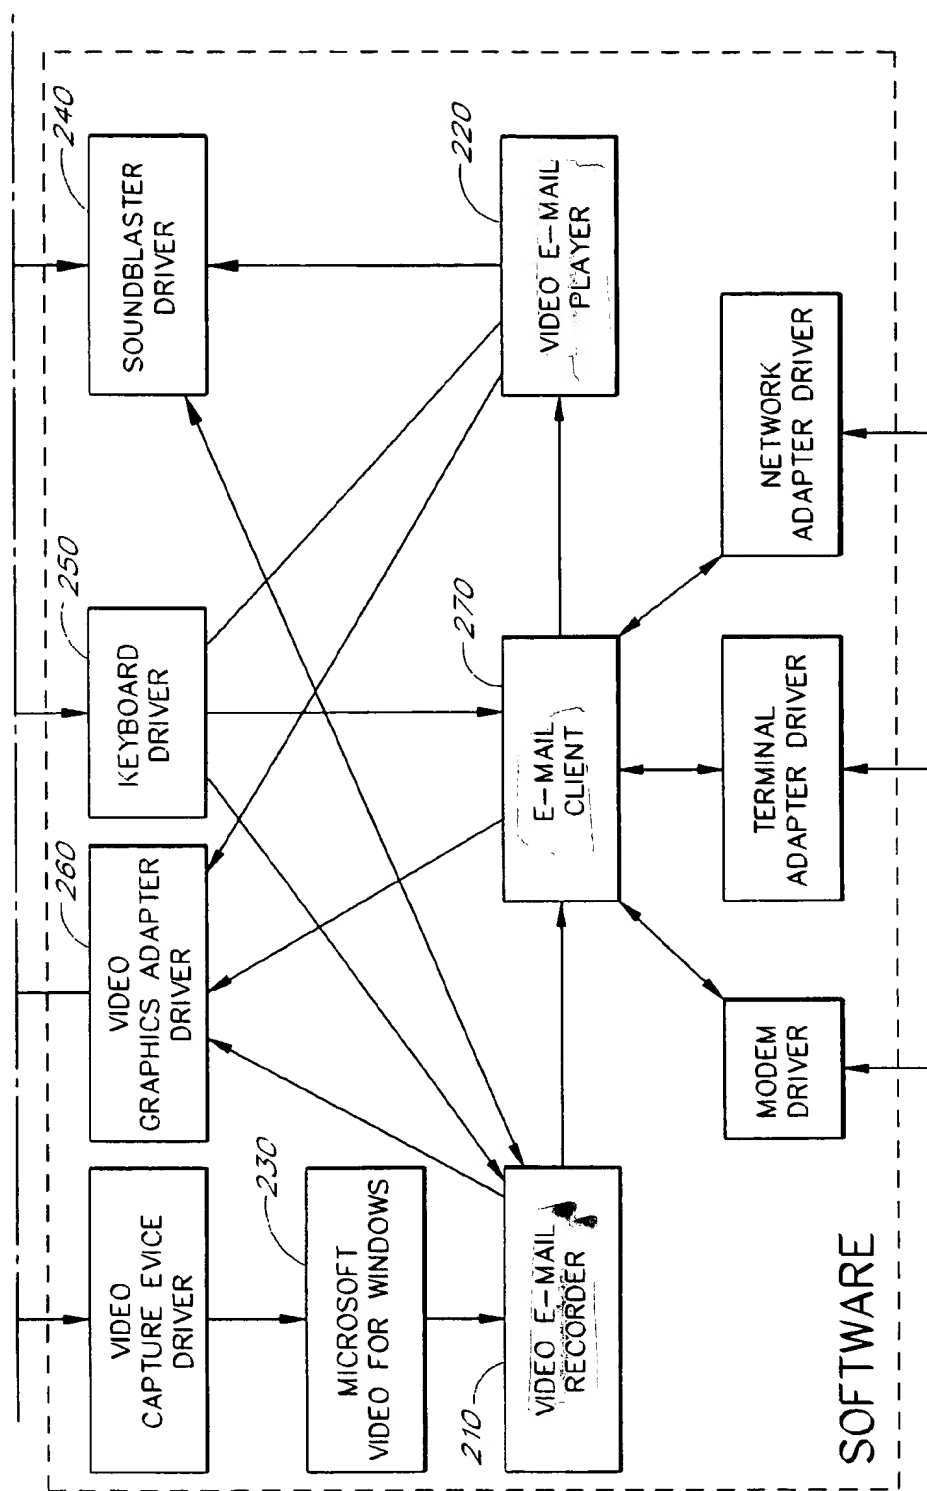 VIDEO
CAPTURE EVICE
DRIVER
260
VIDEO
GRAPHICS ADAPTER
DRIVER
250
KEYBOARD
DRIVER
240
SOUNDBLASTER
DRIVER
230
MICROSOFT
VIDEO FOR WINDOWS
210
VIDEO E-MAIL
RECORDER
270
E-MAIL
CLIENT
220
VIDEO E-MAIL
PLAYER
MODEM
DRIVER
TERMINAL
ADAPTER DRIVER
NETWORK
ADAPTER DRIVER
SOFTWARE